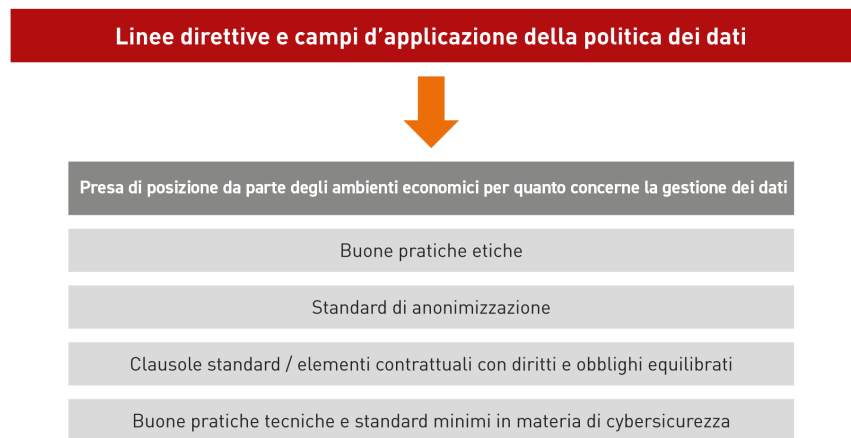 Linee direttive e campi d’applicazione della politica dei dati
Presa di posizione da parte degli ambienti economici per quanto concerne la gestione dei dati
Buone pratiche etiche
Standard di anonimizzazione
Clausole standard / elementi contrattuali con diritti e obblighi equilibrati
Buone pratiche tecniche e standard minimi in materia di cybersicurezza